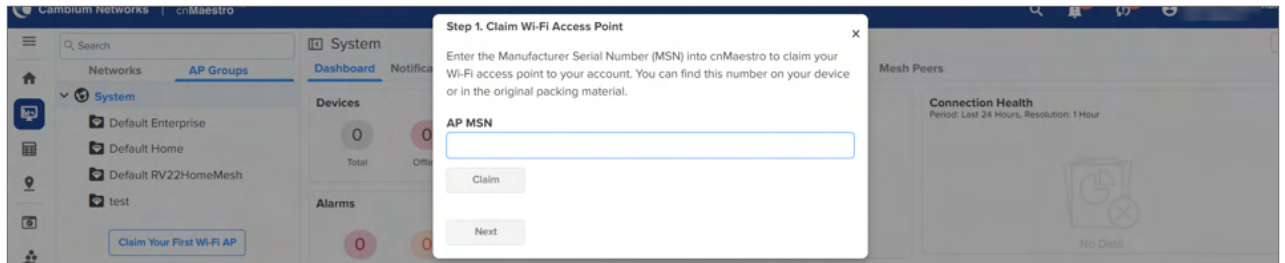 Cambium Networks | cnMaestro
Search
Networks
AP Groups
System
Default Enterprise
Default Home
Default RV22HomeMesh
test
Claim Your First Wi-Fi AP
System
Dashboard
Devices
0
0
Total
Alarms
0
0
Step 1. Claim Wi-Fi Access Point
×
Enter the Manufacturer Serial Number (MSN) into cnMaestro to claim your
Wi-Fi access point to your account. You can find this number on your device
or in the original packing material.
AP MSN
Claim
Next
Mesh Peers
Connection Health
Period: Last 24 Hours, Resolution: 1 Hour
No Data